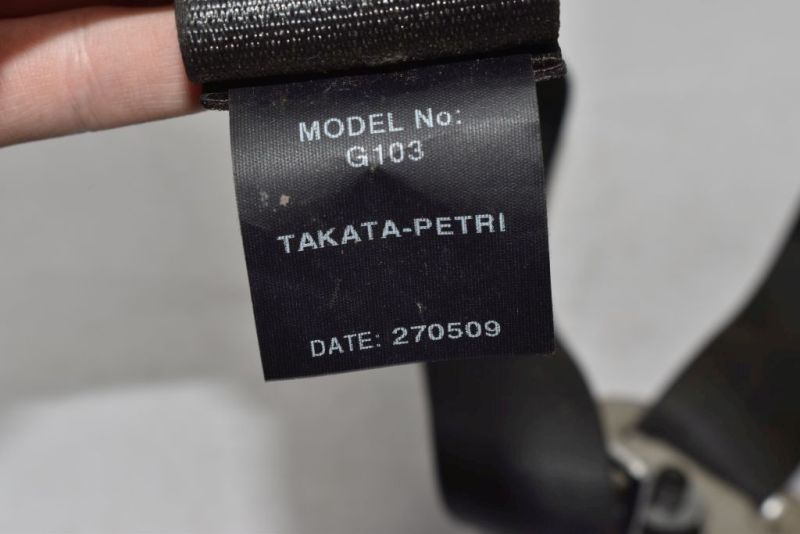 MODEL No:
G103
TAKATA-PETRI
DATE: 270509